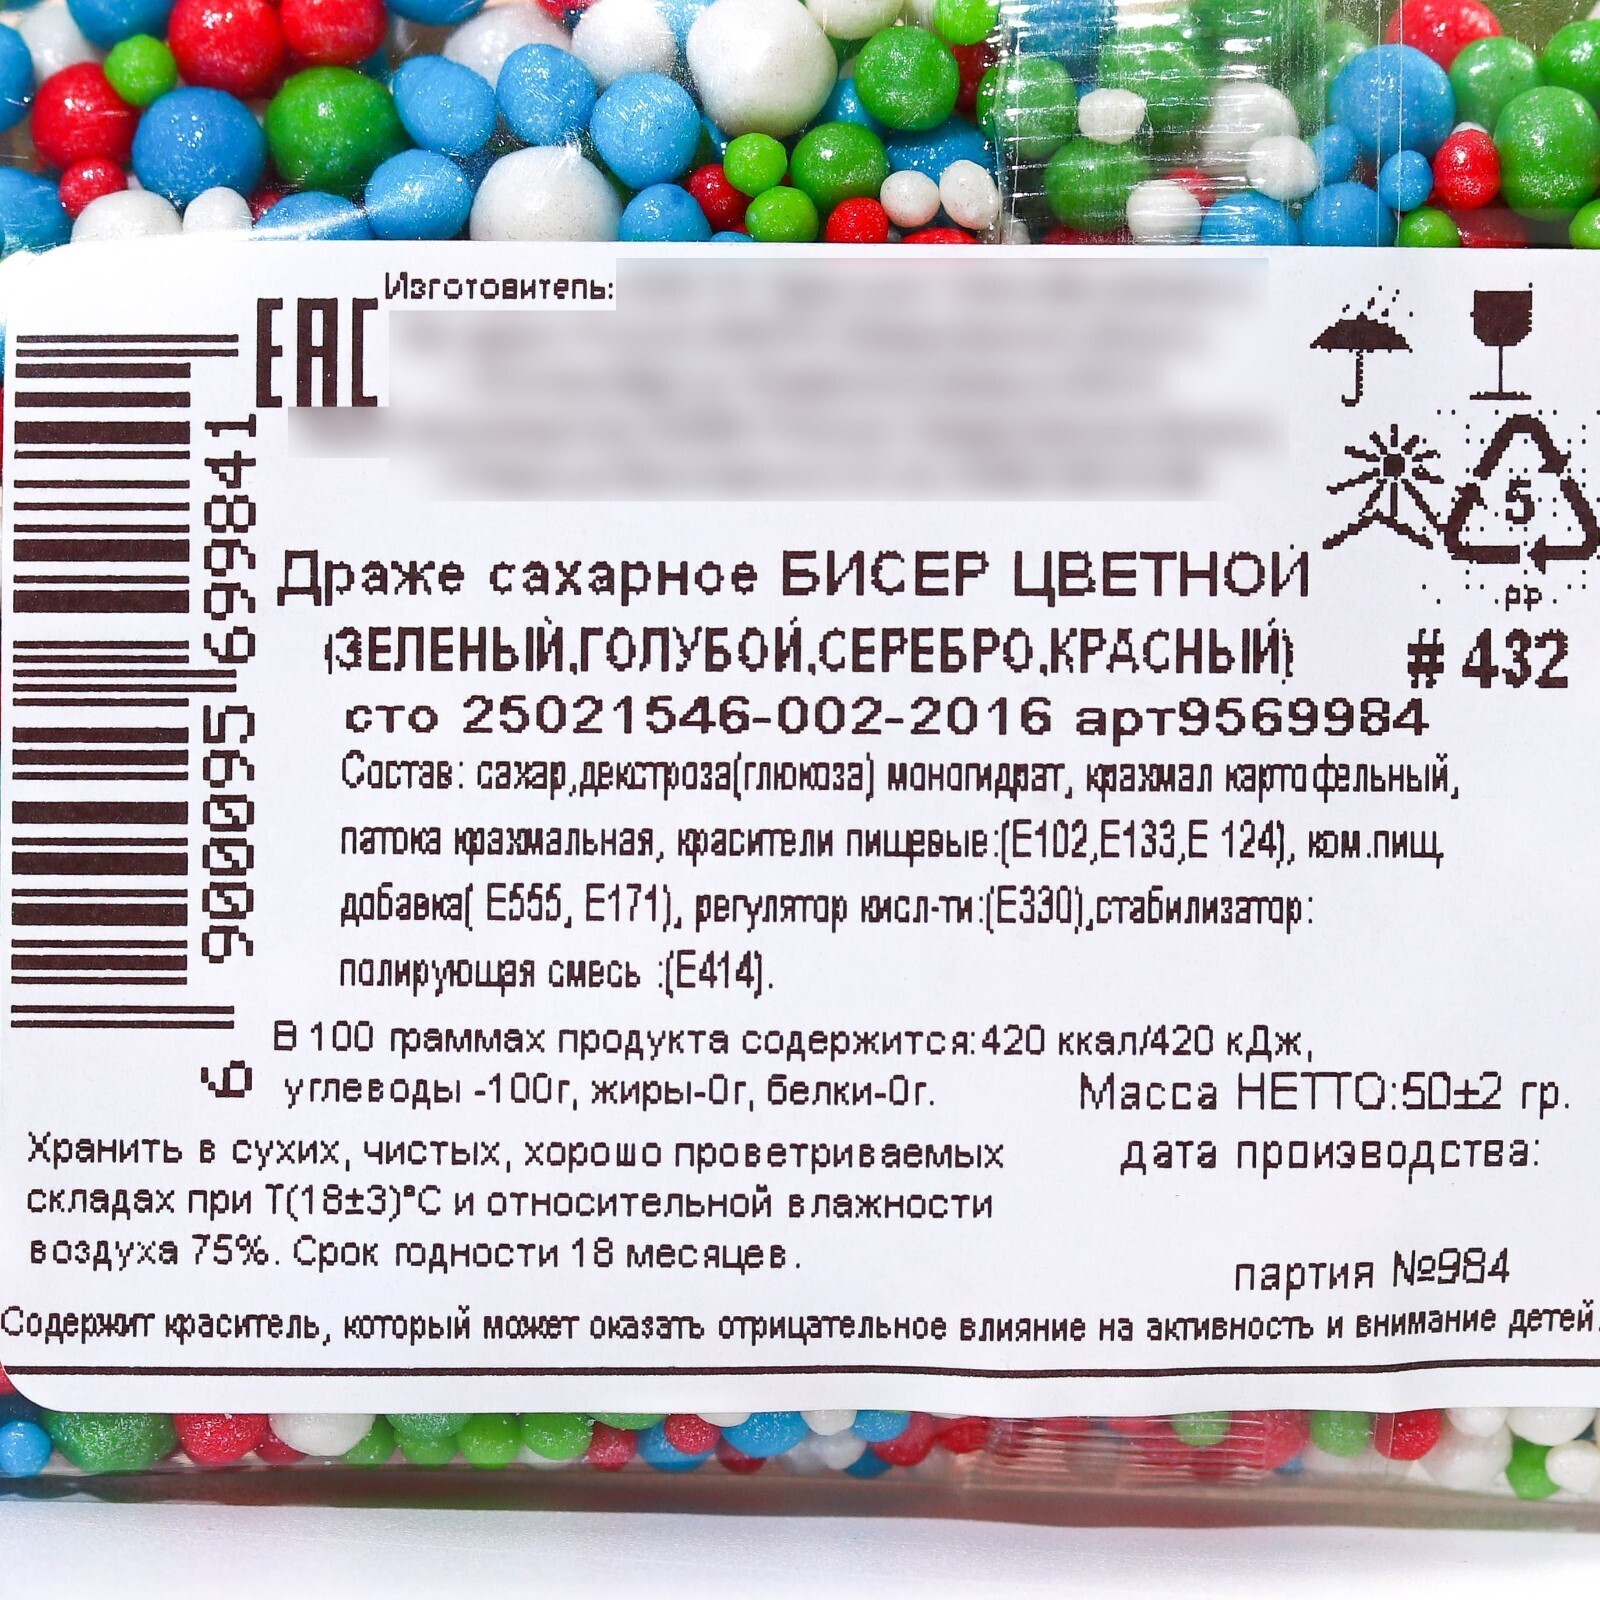 Изготовитель:
EAC
5
PP
Драже сахарное БИСЕР ЦВЕТНОЙ
(ЗЕЛЕНЫЙ,ГОЛУБОЙ,СЕРЕБРО,КРАСНЫЙ) #432
сто 25021546-002-2016 арт9569984
Состав: сахар,декстроза(глюкоза) моногидрат, крахмал картофельный,
патока крахмальная, красители пищевые:(Е102,Е133,Е 124), ком.пищ.
добавка( Е555, Е171), регулятор кисл-ти:(Е330),стабилизатор:
полирующая смесь :(Е414).
В 100 граммах продукта содержится:420 ккал/420 кДж,
углеводы -100г, жиры-0г, белки-0г.
Масса НЕТТО:50±2 гр.
Хранить в сухих, чистых, хорошо проветриваемых
складах при Т(18±3)°С и относительной влажности
воздуха 75%. Срок годности 18 месяцев.
дата производства:
партия №984
Содержит краситель, который может оказать отрицательное влияние на активность и внимание детей.
6 900095 699841